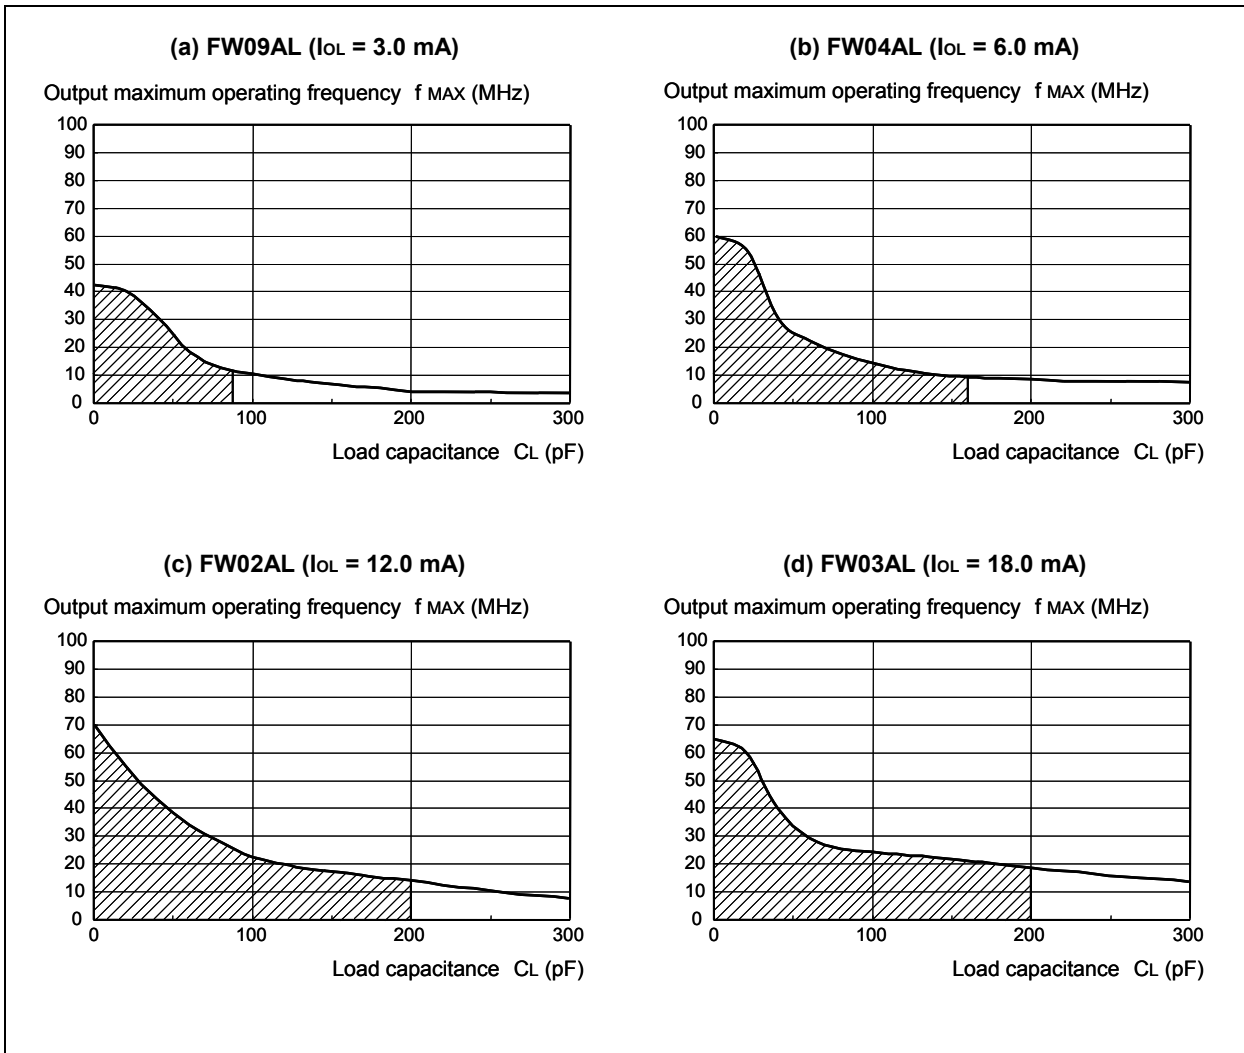 (a) FW09AL (IOL = 3.0 mA)
Output maximum operating frequency f MAX (MHz)
100
90
80
70
60
50
40
30
20
10
0
0 100 200 300
Load capacitance CL (pF)
(b) FW04AL (IOL = 6.0 mA)
Output maximum operating frequency f MAX (MHz)
100
90
80
70
60
50
40
30
20
10
0
0 100 200 300
Load capacitance CL (pF)
(c) FW02AL (IOL = 12.0 mA)
Output maximum operating frequency f MAX (MHz)
100
90
80
70
60
50
40
30
20
10
0
0 100 200 300
Load capacitance CL (pF)
(d) FW03AL (IOL = 18.0 mA)
Output maximum operating frequency f MAX (MHz)
100
90
80
70
60
50
40
30
20
10
0
0 100 200 300
Load capacitance CL (pF)